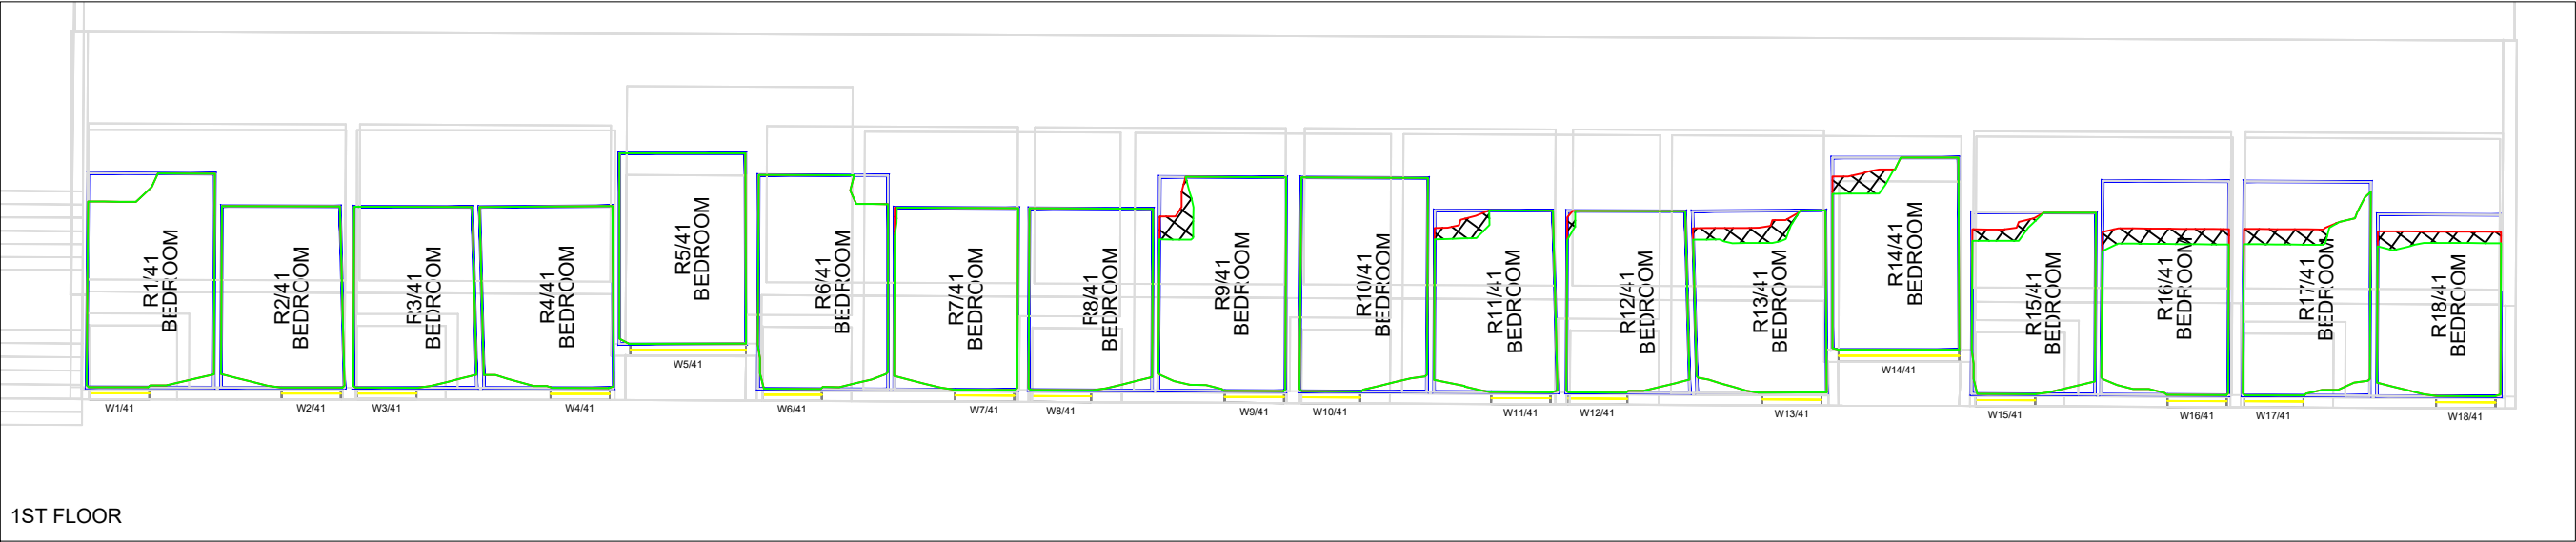 R1/41
BEDROOM
R2/41
BEDROOM
R3/41
BEDROOM
R4/41
BEDROOM
R5/41
BEDROOM
R6/41
BEDROOM
R7/41
BEDROOM
R8/41
BEDROOM
R9/41
BEDROOM
R10/41
BEDROOM
R11/41
BEDROOM
R12/41
BEDROOM
R13/41
BEDROOM
R14/41
BEDROOM
R15/41
BEDROOM
R16/41
BEDROOM
R17/41
BEDROOM
R18/41
BEDROOM
W1/41
W2/41
W3/41
W4/41
W5/41
W6/41
W7/41
W8/41
W9/41
W10/41
W11/41
W12/41
W13/41
W14/41
W15/41
W16/41
W17/41
W18/41
1ST FLOOR